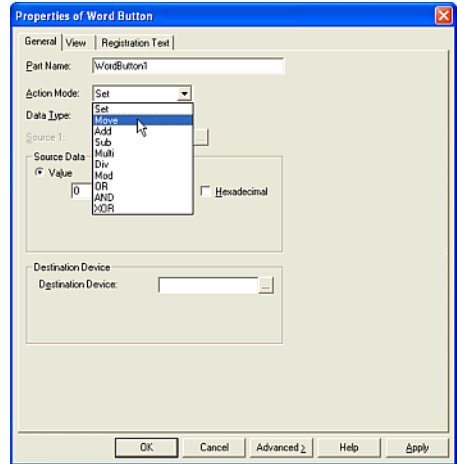 Properties of Word Button
General View Registration Text
Part Name: WordButton1
Action Mode: Set
Set
Data Type: Move
Add
Source 1: Sub ...
Multi
Source Data Div
Value Mod
0 OR Hexadecimal
AND
XOR
Destination Device
Destination Device: ...
OK Cancel Advanced > Help Apply